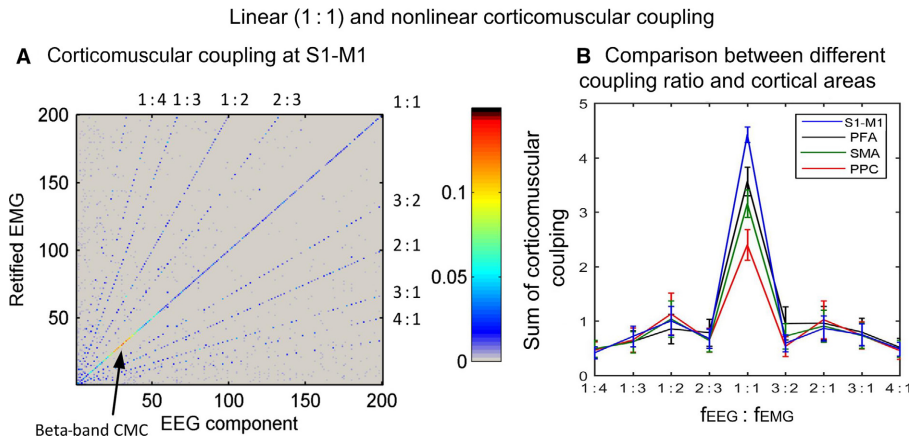 Linear (1 : 1) and nonlinear corticomuscular coupling
A Corticomuscular coupling at S1-M1
1 : 4 1 : 3 1 : 2 2 : 3 1 : 1
3 : 2
2 : 1
3 : 1
4 : 1
200
150
100
50
Retified EMG
50 100 150 200
EEG component
Beta-band CMC
0.1
0.05
0
B Comparison between different
coupling ratio and cortical areas
5
4
3
2
1
0
Sum of corticomuscular
coulping
S1-M1
PFA
SMA
PPC
1 : 4 1 : 3 1 : 2 2 : 3 1 : 1 3 : 2 2 : 1 3 : 1 4 : 1
fEEG : fEMG